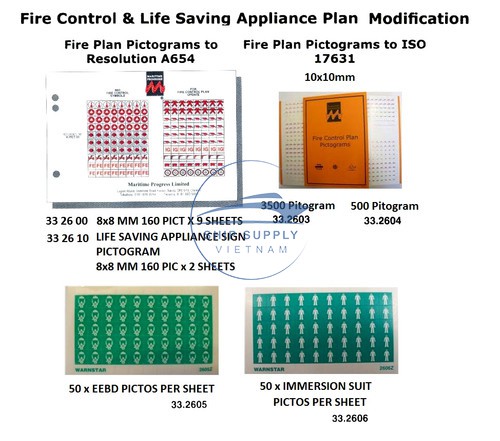 Fire Control & Life Saving Appliance Plan Modification
Fire Plan Pictograms to
Resolution A654
Fire Plan Pictograms to ISO
17631
10x10mm
Maritime Progress Limited
Fire Control Plan
Pictograms
3500 Pitogram
33.2603
500 Pitogram
33.2604
33 26 00 8x8 MM 160 PICT X 9 SHEETS
33 26 10 LIFE SAVING APPLIANCE SIGN
PICTOGRAM
8x8 MM 160 PIC x 2 SHEETS
SHIP SUPPLY
VIETNAM
WARNSTAR
WARNSTAR
50 x EEBD PICTOS PER SHEET
33.2605
50 x IMMERSION SUIT
PICTOS PER SHEET
33.2606